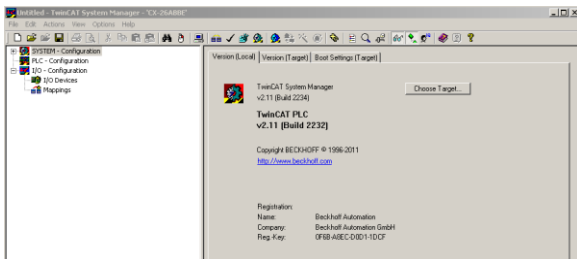 Untitled - TwinCAT System Manager - "CX-26A8BE"
File Edit Actions View Options Help
SYSTEM - Configuration
PLC - Configuration
I/O - Configuration
I/O Devices
Mappings
Version (Local) Version (Target) Boot Settings (Target)
TwinCAT System Manager
v2.11 (Build 2234)
Choose Target...
TwinCAT PLC
v2.11 (Build 2232)
Copyright BECKHOFF © 1996-2011
http://www.beckhoff.com
Registration:
Name: Beckhoff Automation
Company: Beckhoff Automation GmbH
Reg.-Key: 0F6B-A8EC-D0D1-1DCF